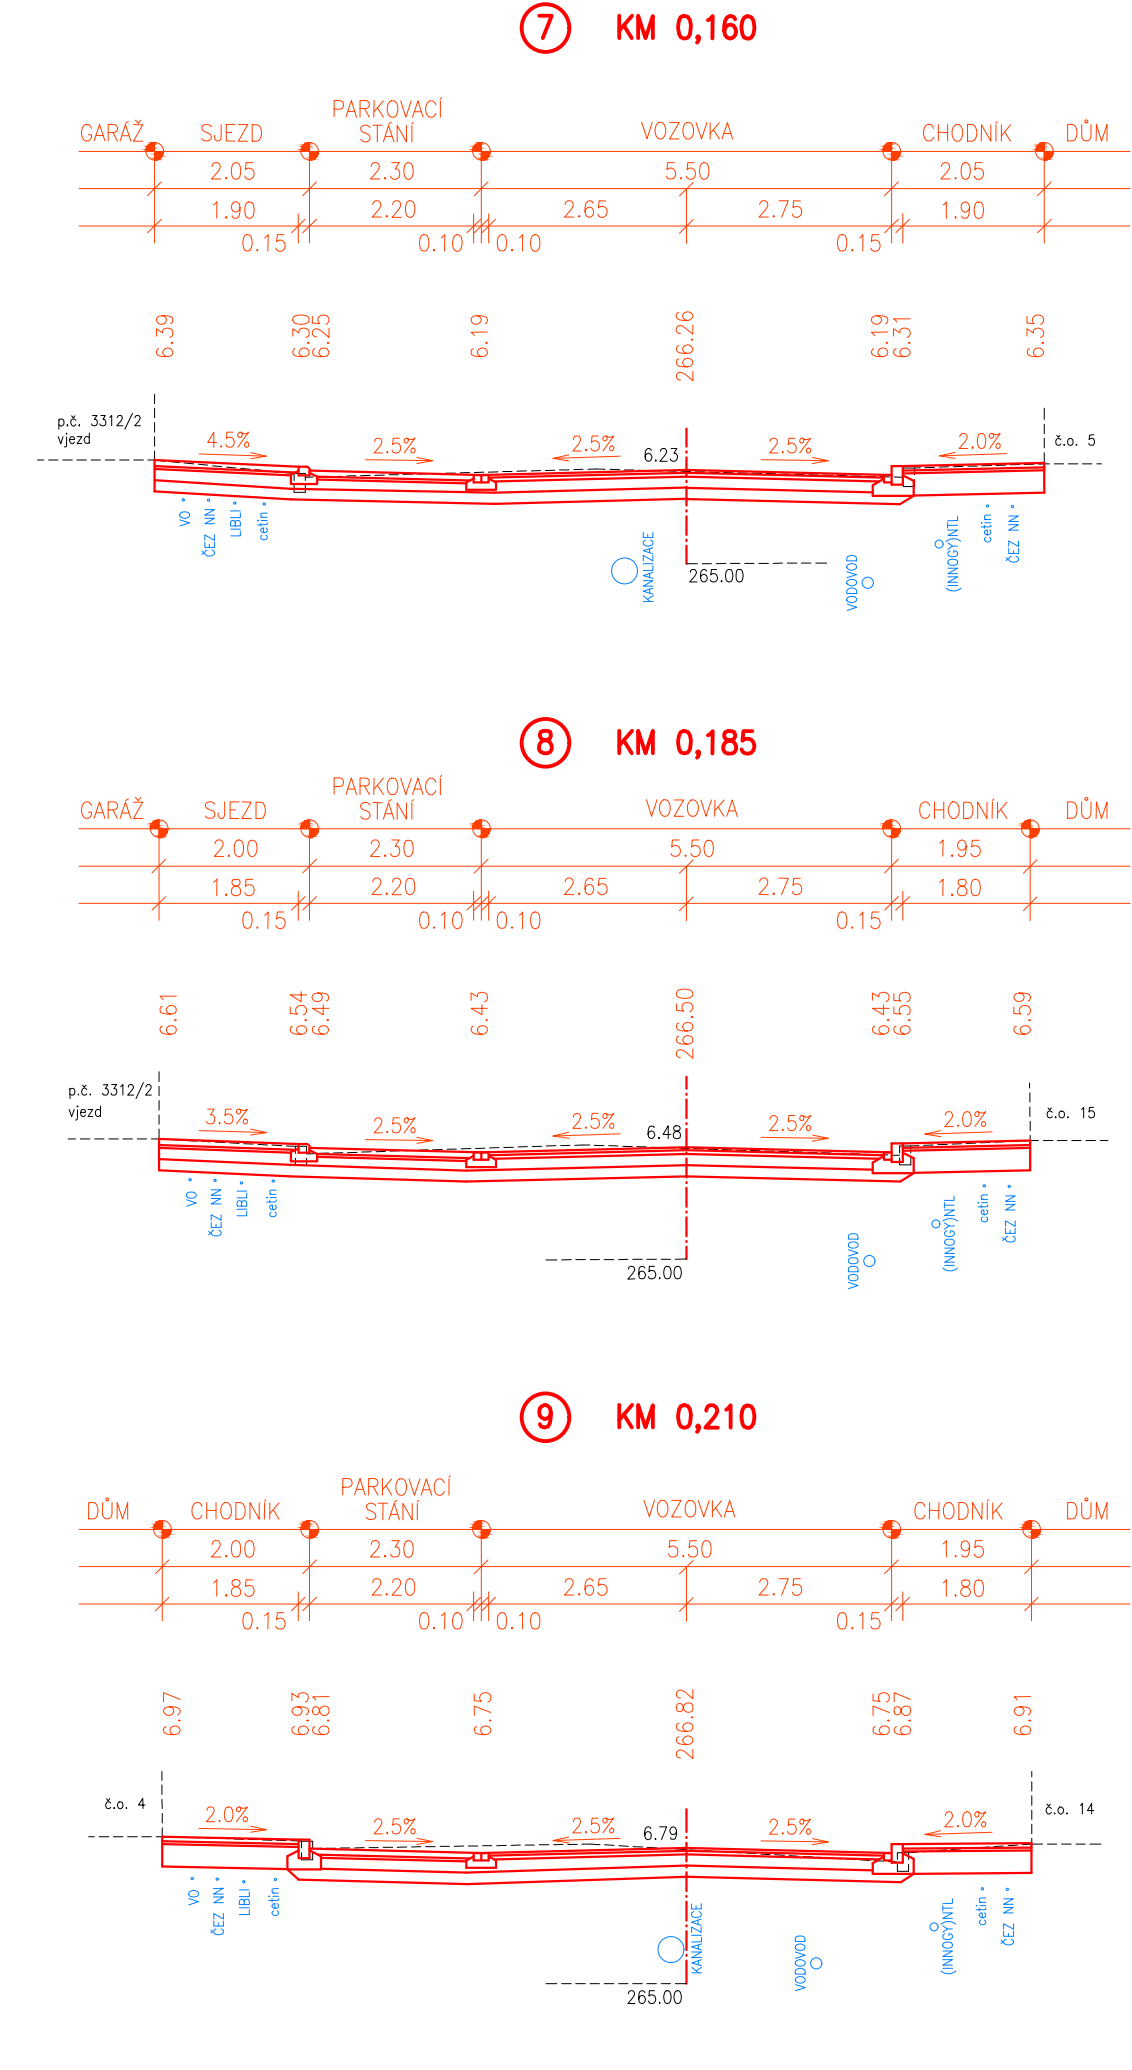 7 KM 0,160
PARKOVACÍ
GARÁŽ SJEZD STÁNÍ VOZOVKA CHODNÍK DŮM
2.05 2.30 5.50 2.05
1.90 2.20 2.65 2.75 1.90
0.15 0.10 0.10 0.15
6.39 6.30 6.25 6.19 266.26 6.19 6.31 6.35
p.č. 3312/2
vjezd
4.5% 2.5% 2.5% 6.23 2.5% 2.0% č.o. 5
VO ČEZ NN LIBLI cetin KANALIZACE VODOVOD (INNOGY)NTL cetin ČEZ NN
265.00
8 KM 0,185
PARKOVACÍ
GARÁŽ SJEZD STÁNÍ VOZOVKA CHODNÍK DŮM
2.00 2.30 5.50 1.95
1.85 2.20 2.65 2.75 1.80
0.15 0.10 0.10 0.15
6.61 6.54 6.49 6.43 266.50 6.43 6.55 6.59
p.č. 3312/2
vjezd
3.5% 2.5% 2.5% 6.48 2.5% 2.0% č.o. 15
VO ČEZ NN LIBLI cetin VODOVOD (INNOGY)NTL cetin ČEZ NN
265.00
9 KM 0,210
PARKOVACÍ
DŮM CHODNÍK STÁNÍ VOZOVKA CHODNÍK DŮM
2.00 2.30 5.50 1.95
1.85 2.20 2.65 2.75 1.80
0.15 0.10 0.10 0.15
6.97 6.93 6.81 6.75 266.82 6.75 6.87 6.91
č.o. 4 2.0% 2.5% 2.5% 6.79 2.5% 2.0% č.o. 14
VO ČEZ NN LIBLI cetin KANALIZACE VODOVOD (INNOGY)NTL cetin ČEZ NN
265.00